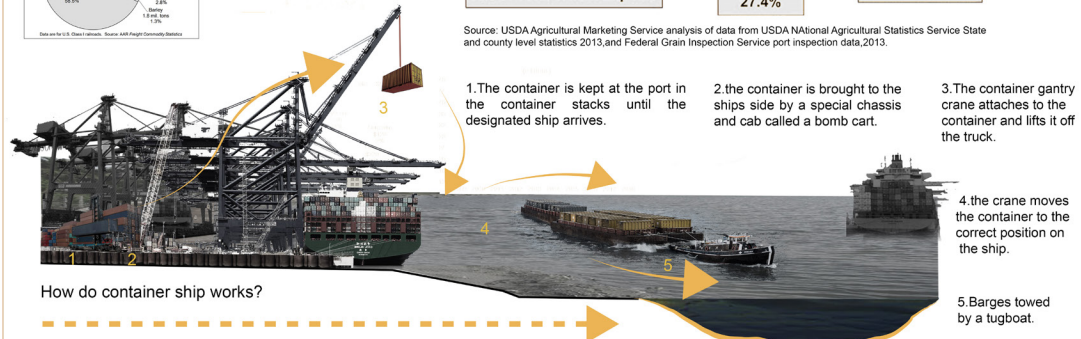 2.8%
Barley
1.8 mil. tons
1.3%
Data are for U.S. Class I railroads. Source: AAR Freight Commodity Statistics
27.4%
Source: USDA Agricultural Marketing Service analysis of data from USDA NAtional Agricultural Statistics Service State
and county level statistics 2013,and Federal Grain Inspection Service port inspection data,2013.
1.The container is kept at the port in
the container stacks until the
designated ship arrives.
2.the container is brought to the
ships side by a special chassis
and cab called a bomb cart.
3.The container gantry
crane attaches to the
container and lifts it off
the truck.
3
4
5
1
2
4.the crane moves
the container to the
correct position on
the ship.
5.Barges towed
by a tugboat.
How do container ship works?